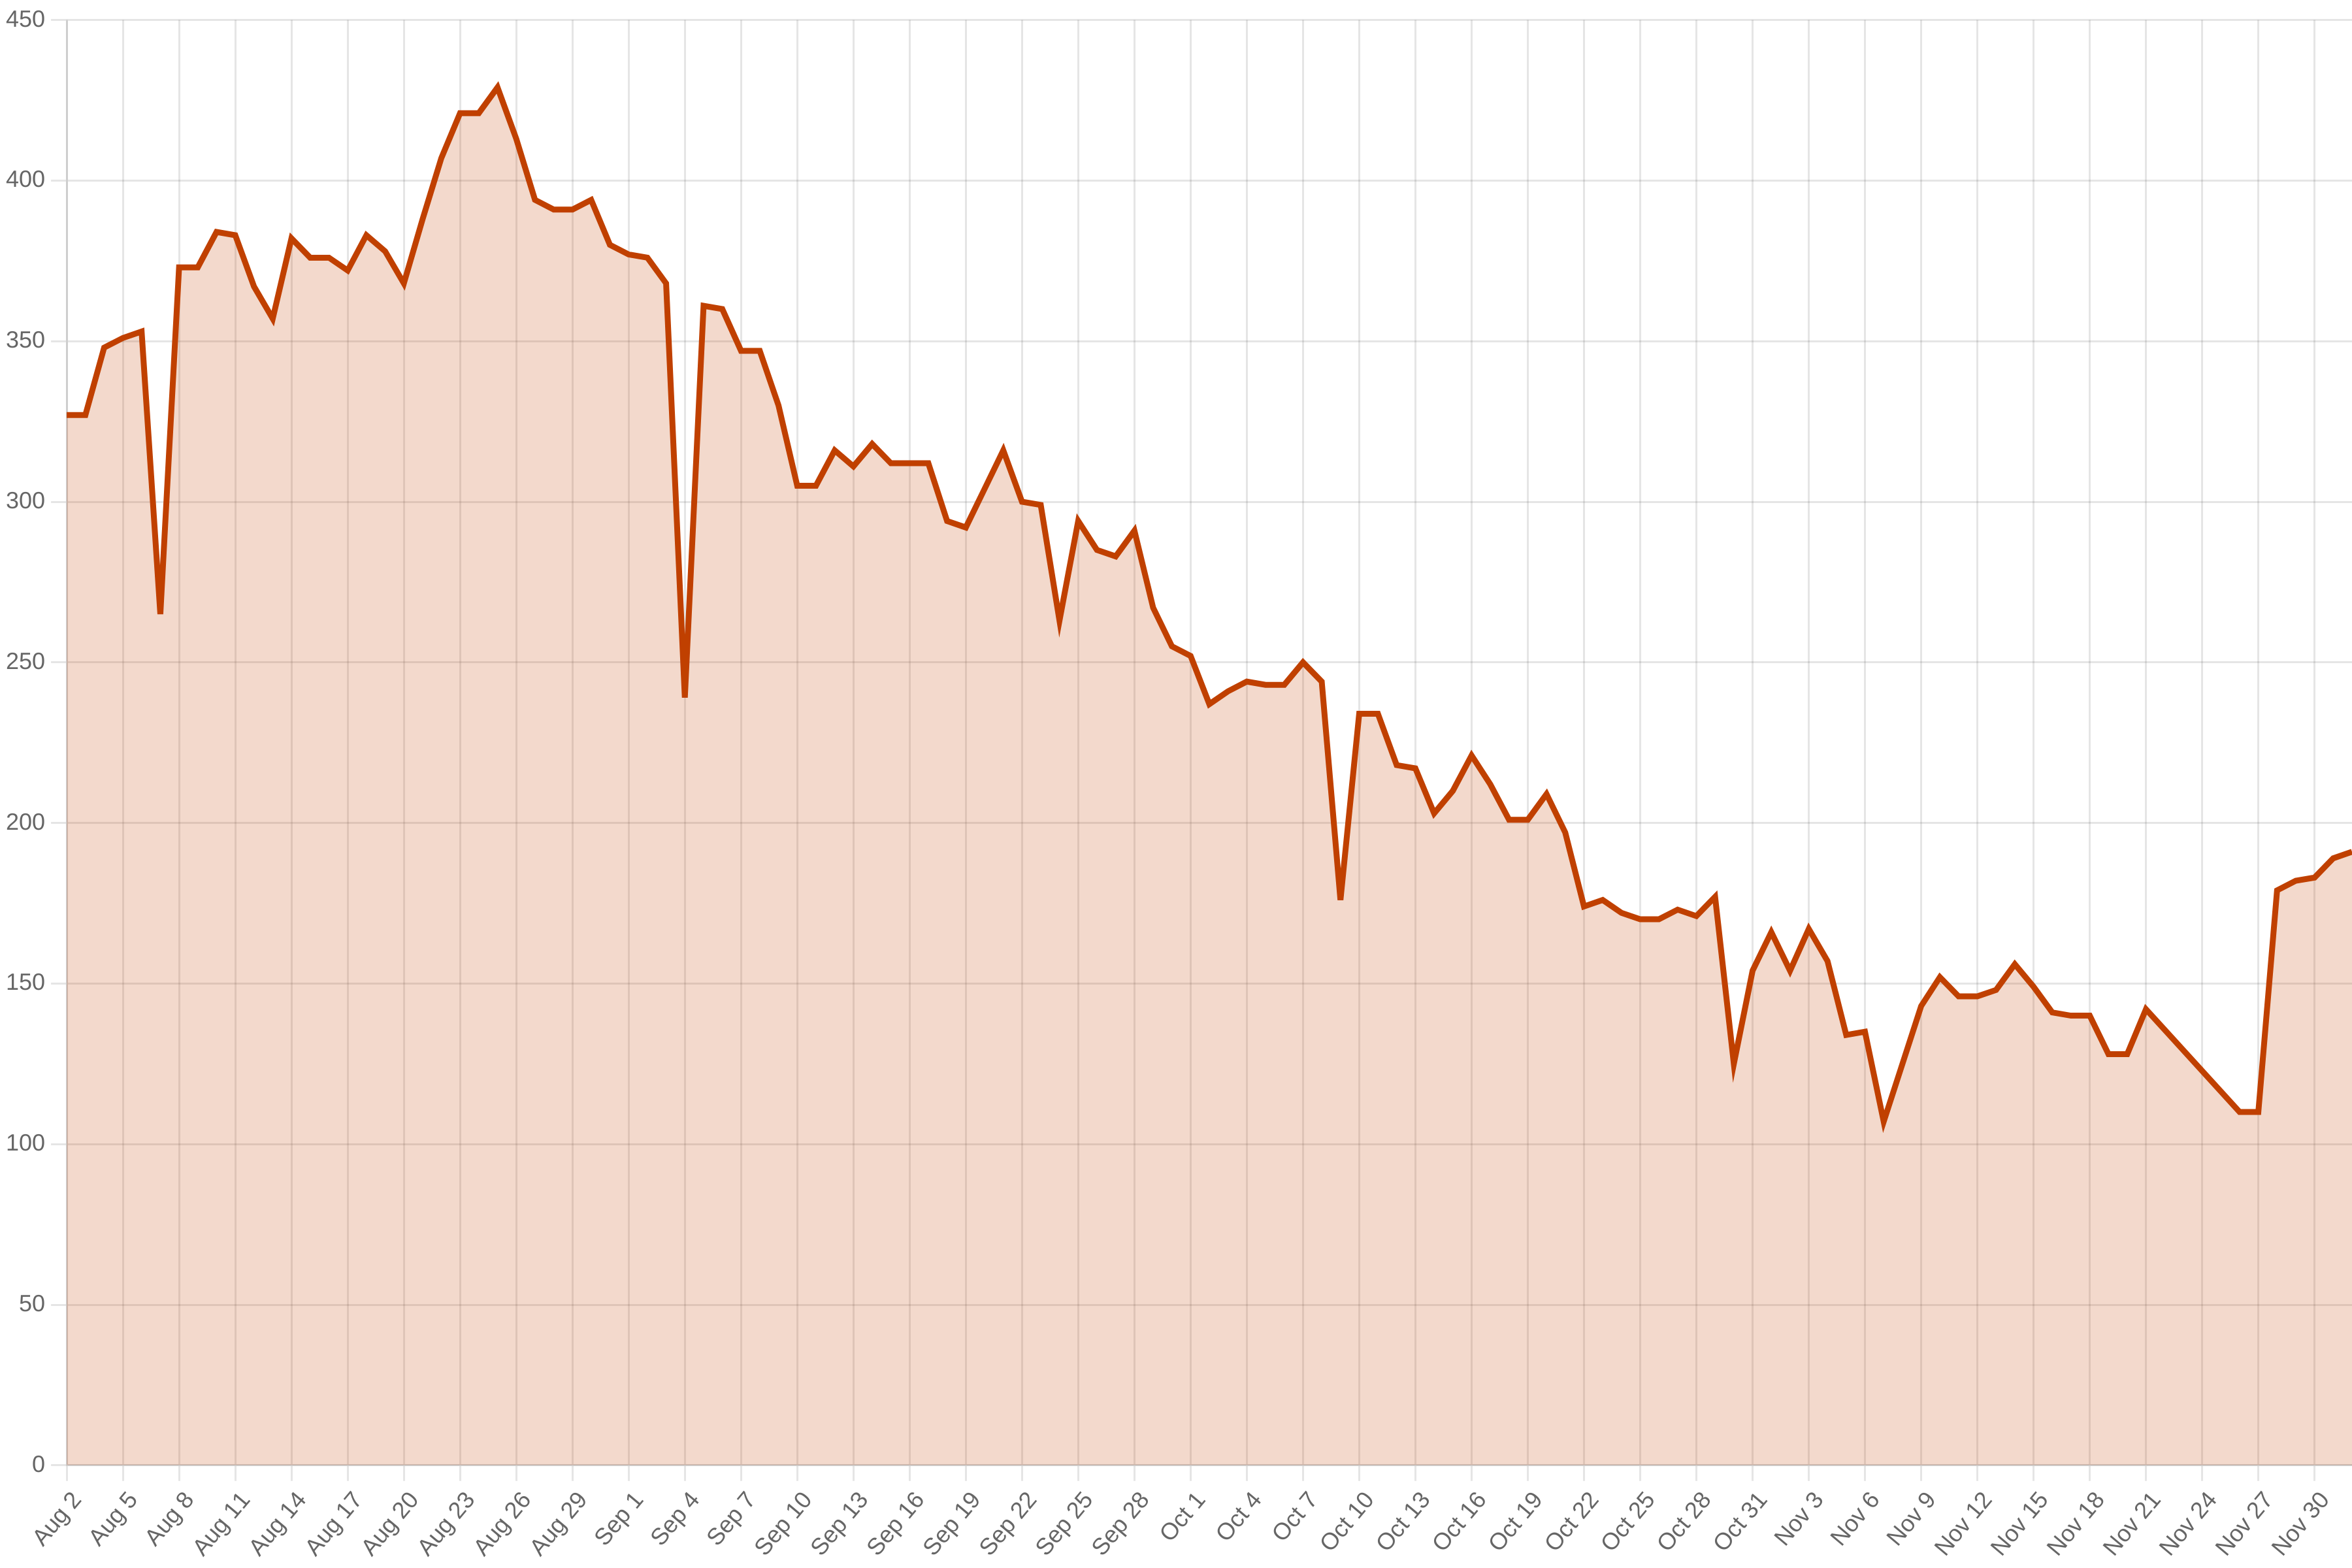 450
400
350
300
250
200
150
100
50
0
Aug 2
Aug 5
Aug 8
Aug 11
Aug 14
Aug 17
Aug 20
Aug 23
Aug 26
Aug 29
Sep 1
Sep 4
Sep 7
Sep 10
Sep 13
Sep 16
Sep 19
Sep 22
Sep 25
Sep 28
Oct 1
Oct 4
Oct 7
Oct 10
Oct 13
Oct 16
Oct 19
Oct 22
Oct 25
Oct 28
Oct 31
Nov 3
Nov 6
Nov 9
Nov 12
Nov 15
Nov 18
Nov 21
Nov 24
Nov 27
Nov 30